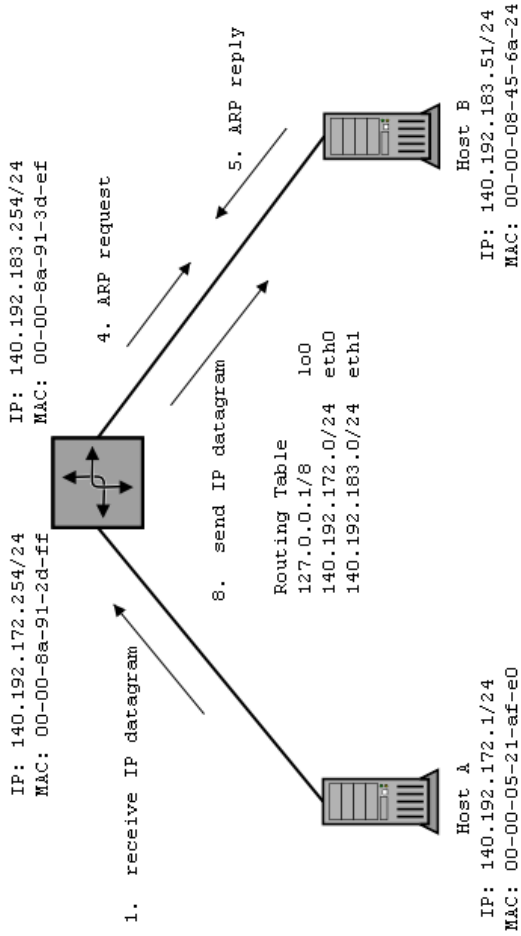 IP: 140.192.172.254/24
MAC: 00-00-8a-91-2d-ff
IP: 140.192.183.254/24
MAC: 00-00-8a-91-3d-ef
1. receive IP datagram
4. ARP request
5. ARP reply
8. send IP datagram
Routing Table
127.0.0.1/8 lo0
140.192.172.0/24 eth0
140.192.183.0/24 eth1
Host A
IP: 140.192.172.1/24
MAC: 00-00-05-21-af-e0
Host B
IP: 140.192.183.51/24
MAC: 00-00-08-45-6a-24